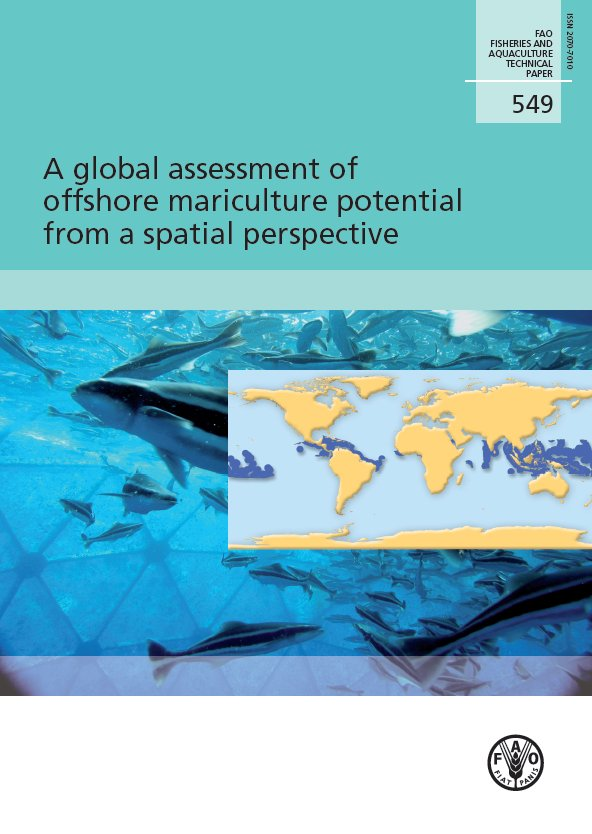 FAO
FISHERIES AND
AQUACULTURE
TECHNICAL
PAPER
549
ISSN 2070-7010
A global assessment of
offshore mariculture potential
from a spatial perspective
F A O
FIAT PANIS